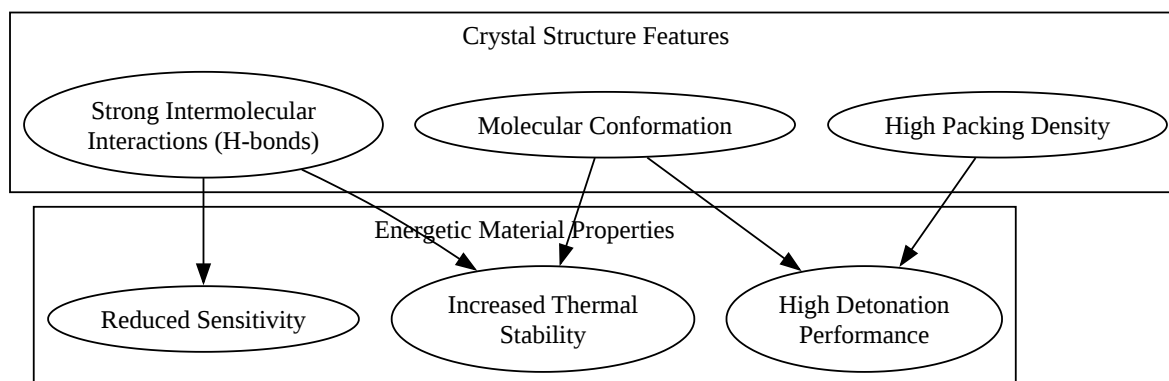 Crystal Structure Features
Strong Intermolecular
Interactions (H-bonds)
Molecular Conformation
High Packing Density
Energetic Material Properties
Reduced Sensitivity
Increased Thermal
Stability
High Detonation
Performance